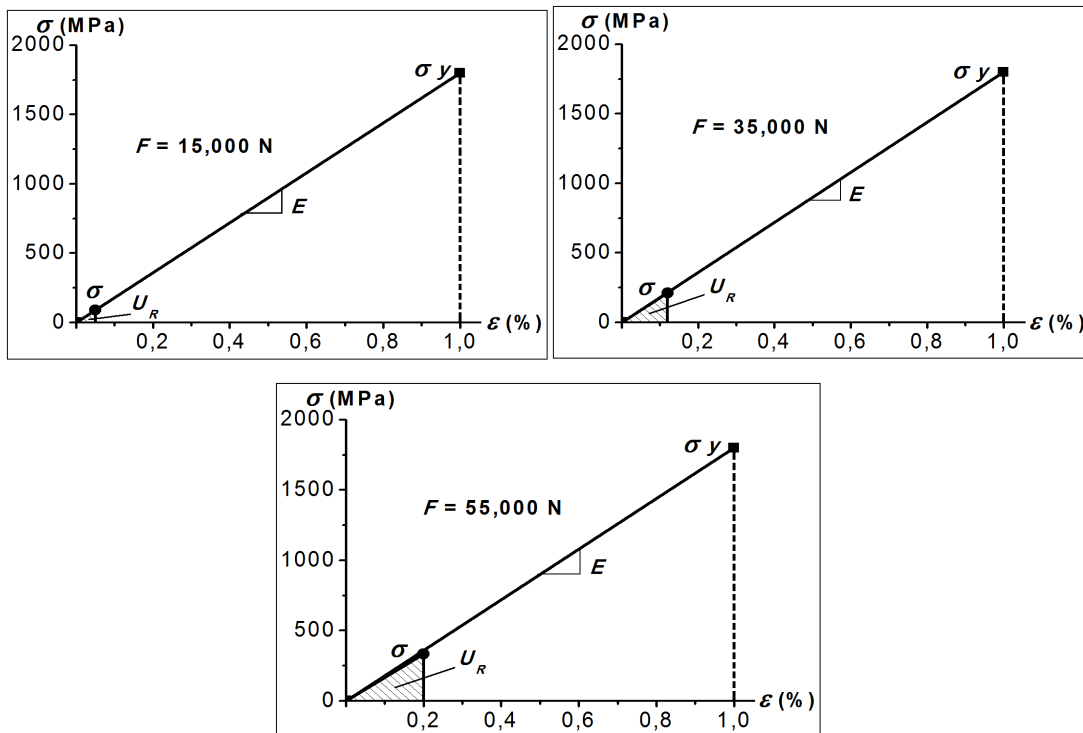 σ (MPa)
2000
σ y
1500
F = 15,000 N
1000
E
500
σ
U_R
0
0,2 0,4 0,6 0,8 1,0
ε (%)
σ (MPa)
2000
σ y
1500
F = 35,000 N
1000
E
500
σ
U_R
0
0,2 0,4 0,6 0,8 1,0
ε (%)
σ (MPa)
2000
σ y
1500
F = 55,000 N
1000
E
500
σ
U_R
0
0,2 0,4 0,6 0,8 1,0
ε (%)